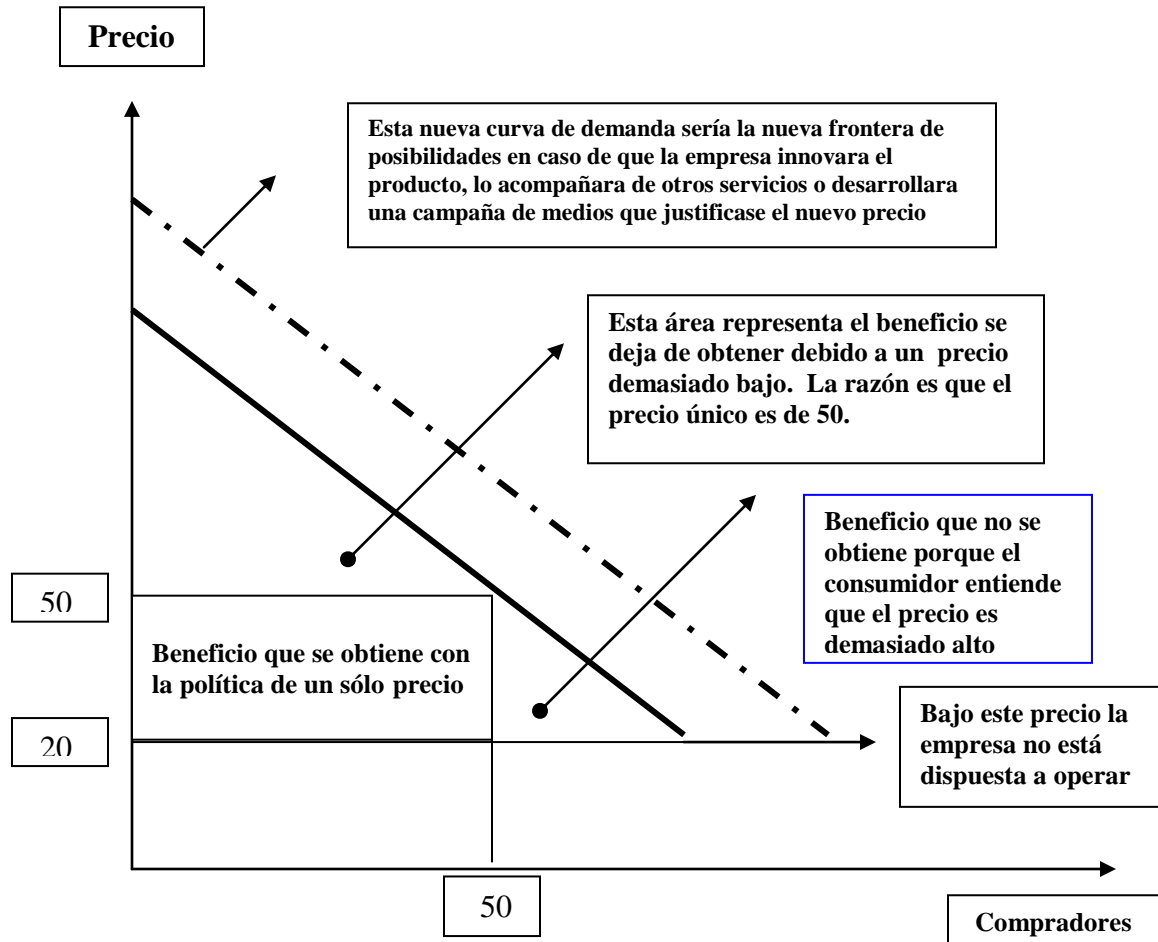 Precio
Esta nueva curva de demanda sería la nueva frontera de
posibilidades en caso de que la empresa innovara el
producto, lo acompañara de otros servicios o desarrollara
una campaña de medios que justificase el nuevo precio
Esta área representa el beneficio se
deja de obtener debido a un precio
demasiado bajo. La razón es que el
precio único es de 50.
Beneficio que no se
obtiene porque el
consumidor entiende
que el precio es
demasiado alto
50
Beneficio que se obtiene con
la política de un sólo precio
20
Bajo este precio la
empresa no está
dispuesta a operar
50
Compradores